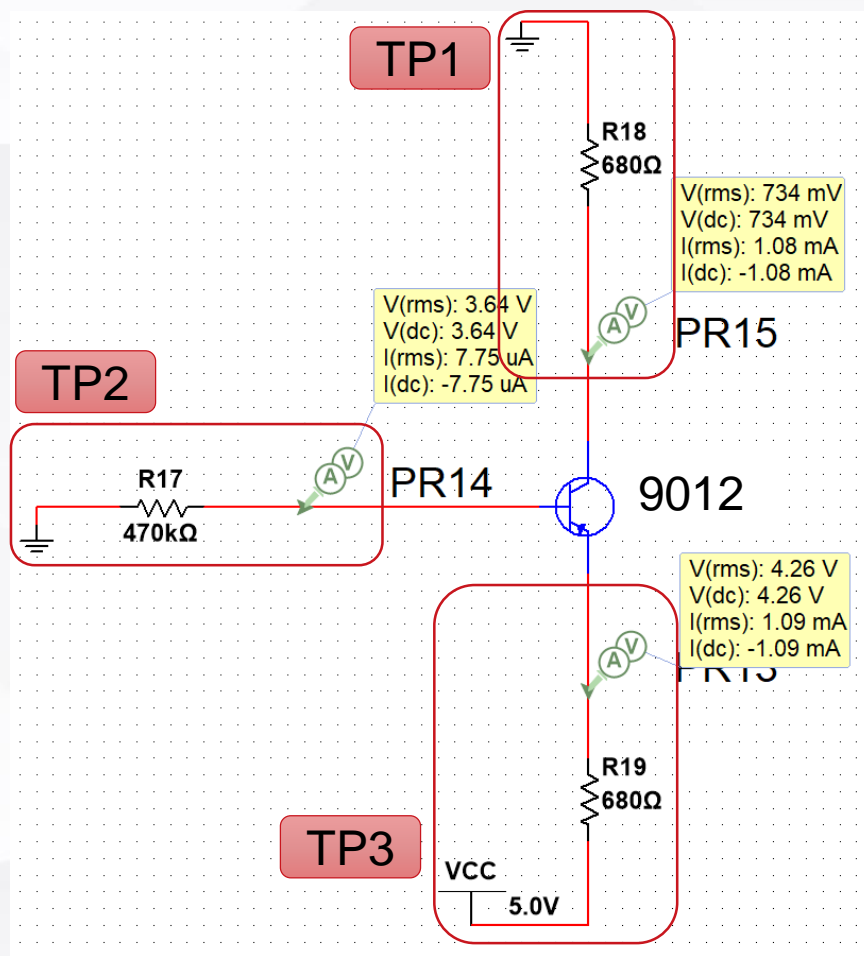 TP1
R18
680Ω
V(rms): 734 mV
V(dc): 734 mV
I(rms): 1.08 mA
I(dc): -1.08 mA
PR15
V(rms): 3.64 V
V(dc): 3.64 V
I(rms): 7.75 uA
I(dc): -7.75 uA
A V
TP2
R17
470kΩ
A V
PR14
9012
V(rms): 4.26 V
V(dc): 4.26 V
I(rms): 1.09 mA
I(dc): -1.09 mA
A V
R19
680Ω
TP3
VCC
5.0V